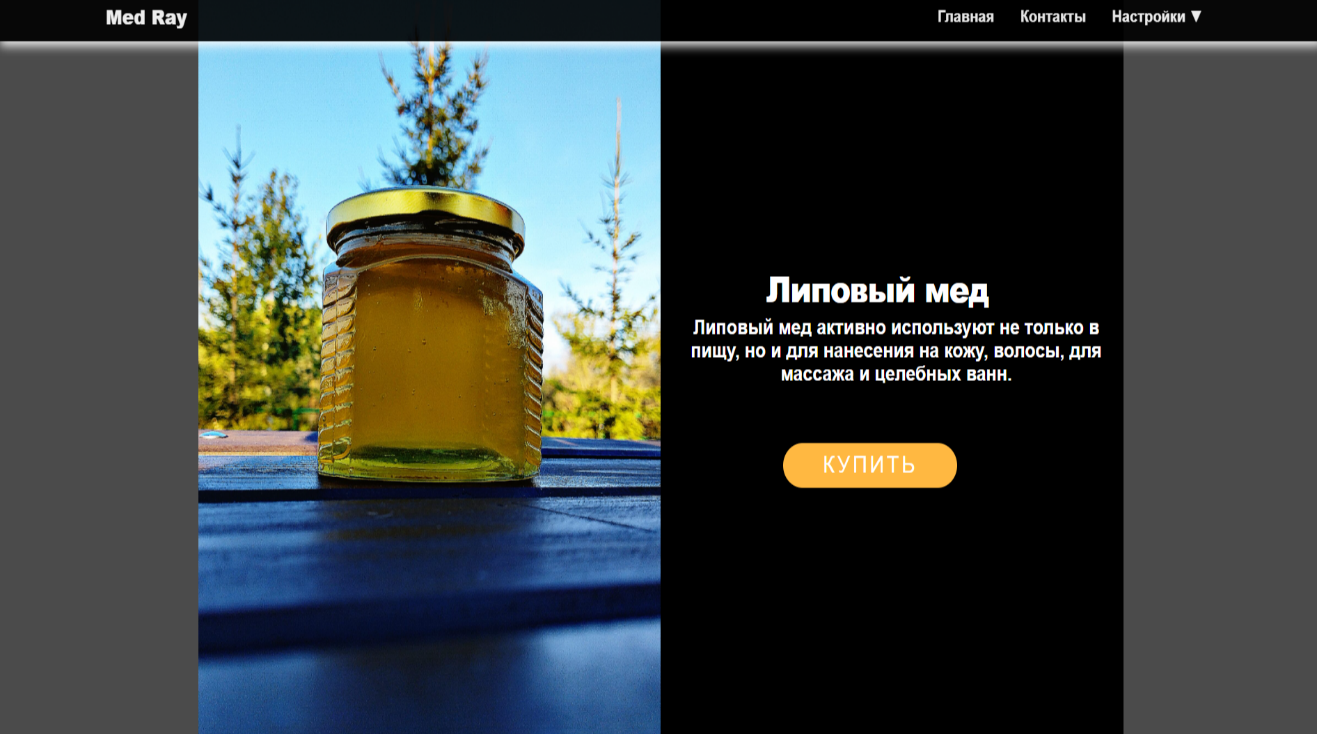 Med Ray
Главная Контакты Настройки ▼
Липовый мед
Липовый мед активно используют не только в
пищу, но и для нанесения на кожу, волосы, для
массажа и целебных ванн.
КУПИТЬ